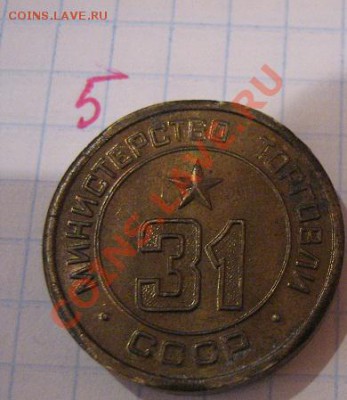 COINS.LAVE.RU
5
МИНИСТЕРСТВО ТОРГОВЛИ
31
· СССР ·
COINS.LAVE.RU